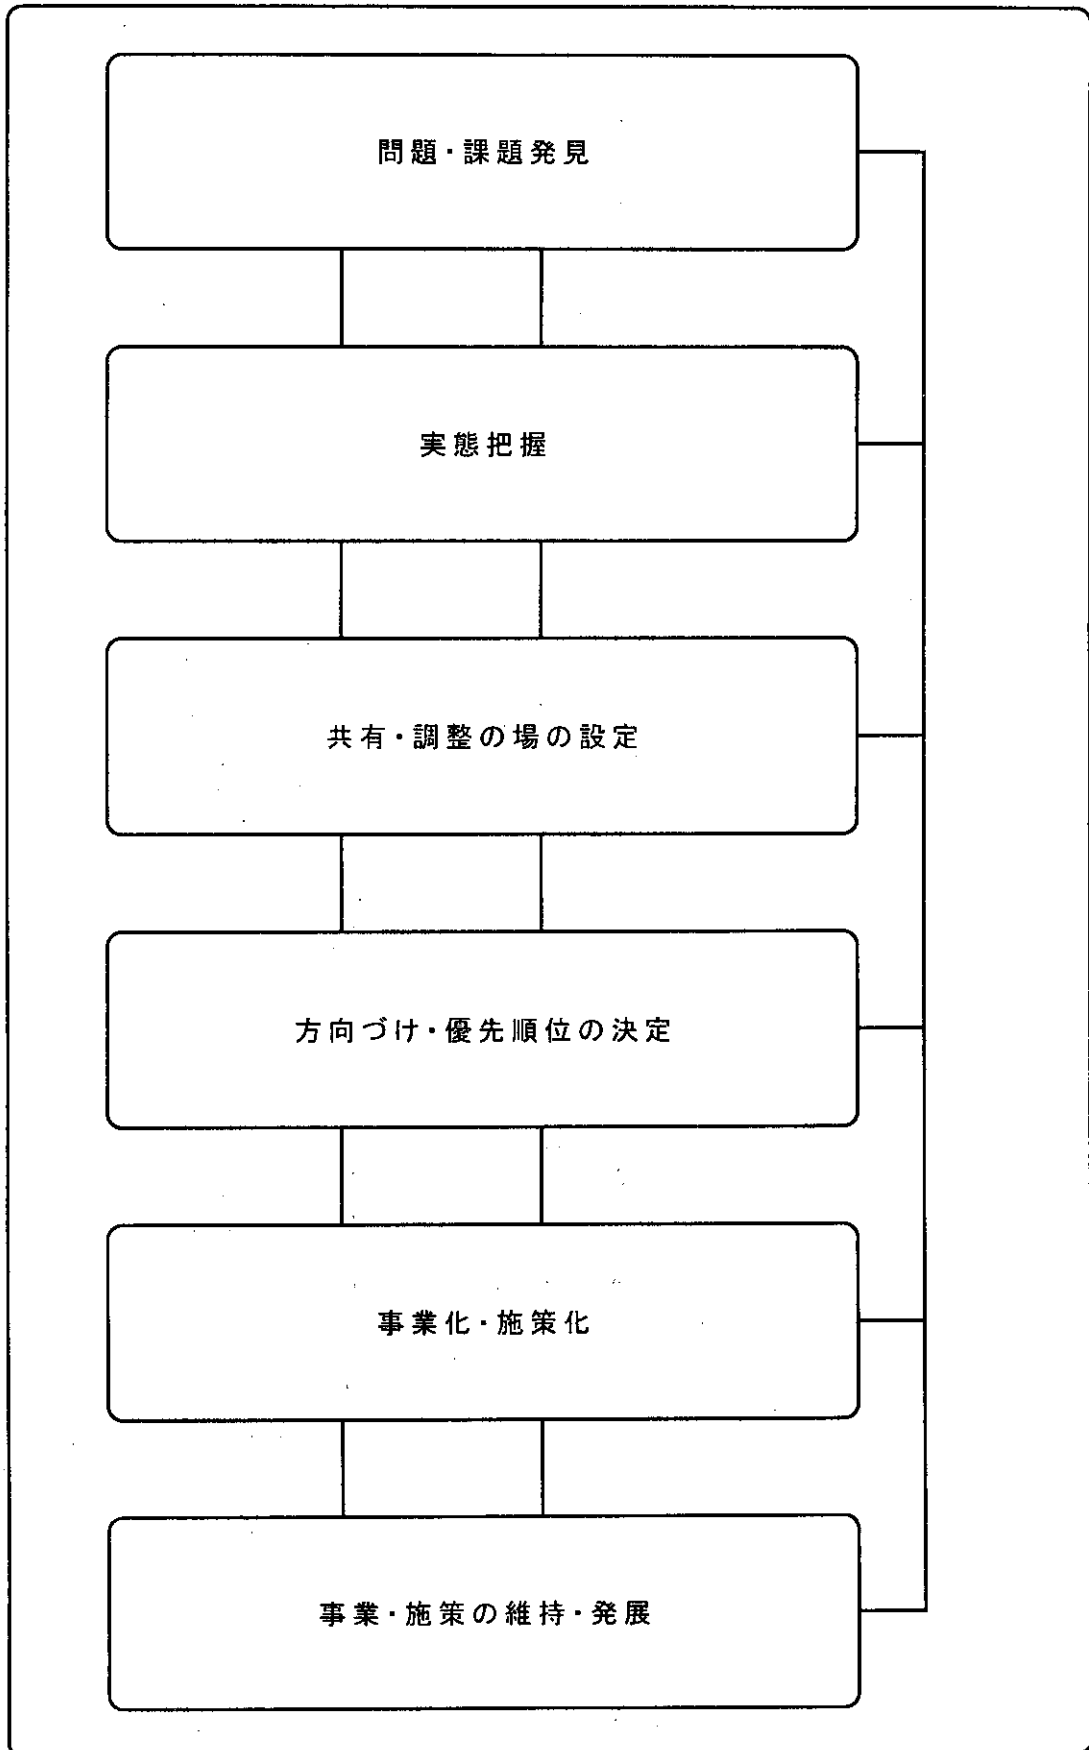 問題・課題発見
実態把握
共有・調整の場の設定
方向づけ・優先順位の決定
事業化・施策化
事業・施策の維持・発展